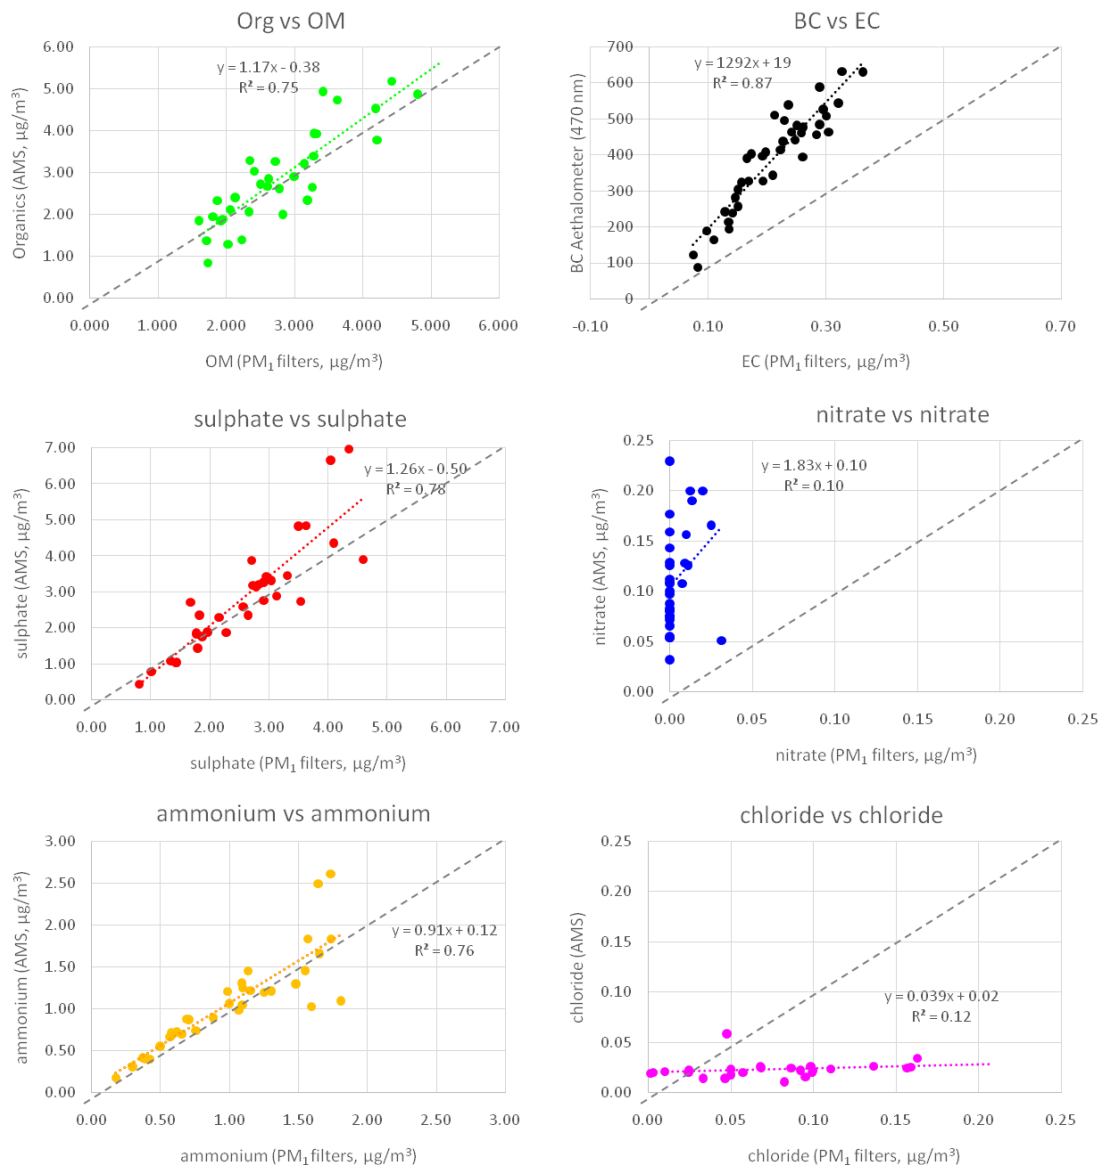 Org vs OM
6.00
5.00
4.00
3.00
2.00
1.00
0.00
Organics (AMS, µg/m³)
y = 1.17x - 0.38
R² = 0.75
0.000 1.000 2.000 3.000 4.000 5.000 6.000
OM (PM₁ filters, µg/m³)
BC vs EC
700
600
500
400
300
200
100
0
BC Aethalometer (470 nm)
y = 1292x + 19
R² = 0.87
-0.10 0.10 0.30 0.50 0.70
EC (PM₁ filters, µg/m³)
sulphate vs sulphate
7.00
6.00
5.00
4.00
3.00
2.00
1.00
0.00
sulphate (AMS, µg/m³)
y = 1.26x - 0.50
R² = 0.78
0.00 1.00 2.00 3.00 4.00 5.00 6.00 7.00
sulphate (PM₁ filters, µg/m³)
nitrate vs nitrate
0.25
0.20
0.15
0.10
0.05
0.00
nitrate (AMS, µg/m³)
y = 1.83x + 0.10
R² = 0.10
0.00 0.05 0.10 0.15 0.20 0.25
nitrate (PM₁ filters, µg/m³)
ammonium vs ammonium
3.00
2.50
2.00
1.50
1.00
0.50
0.00
ammonium (AMS, µg/m³)
y = 0.91x + 0.12
R² = 0.76
0.00 0.50 1.00 1.50 2.00 2.50 3.00
ammonium (PM₁ filters, µg/m³)
chloride vs chloride
0.25
0.20
0.15
0.10
0.05
0.00
chloride (AMS)
y = 0.039x + 0.02
R² = 0.12
0.00 0.05 0.10 0.15 0.20 0.25
chloride (PM₁ filters, µg/m³)